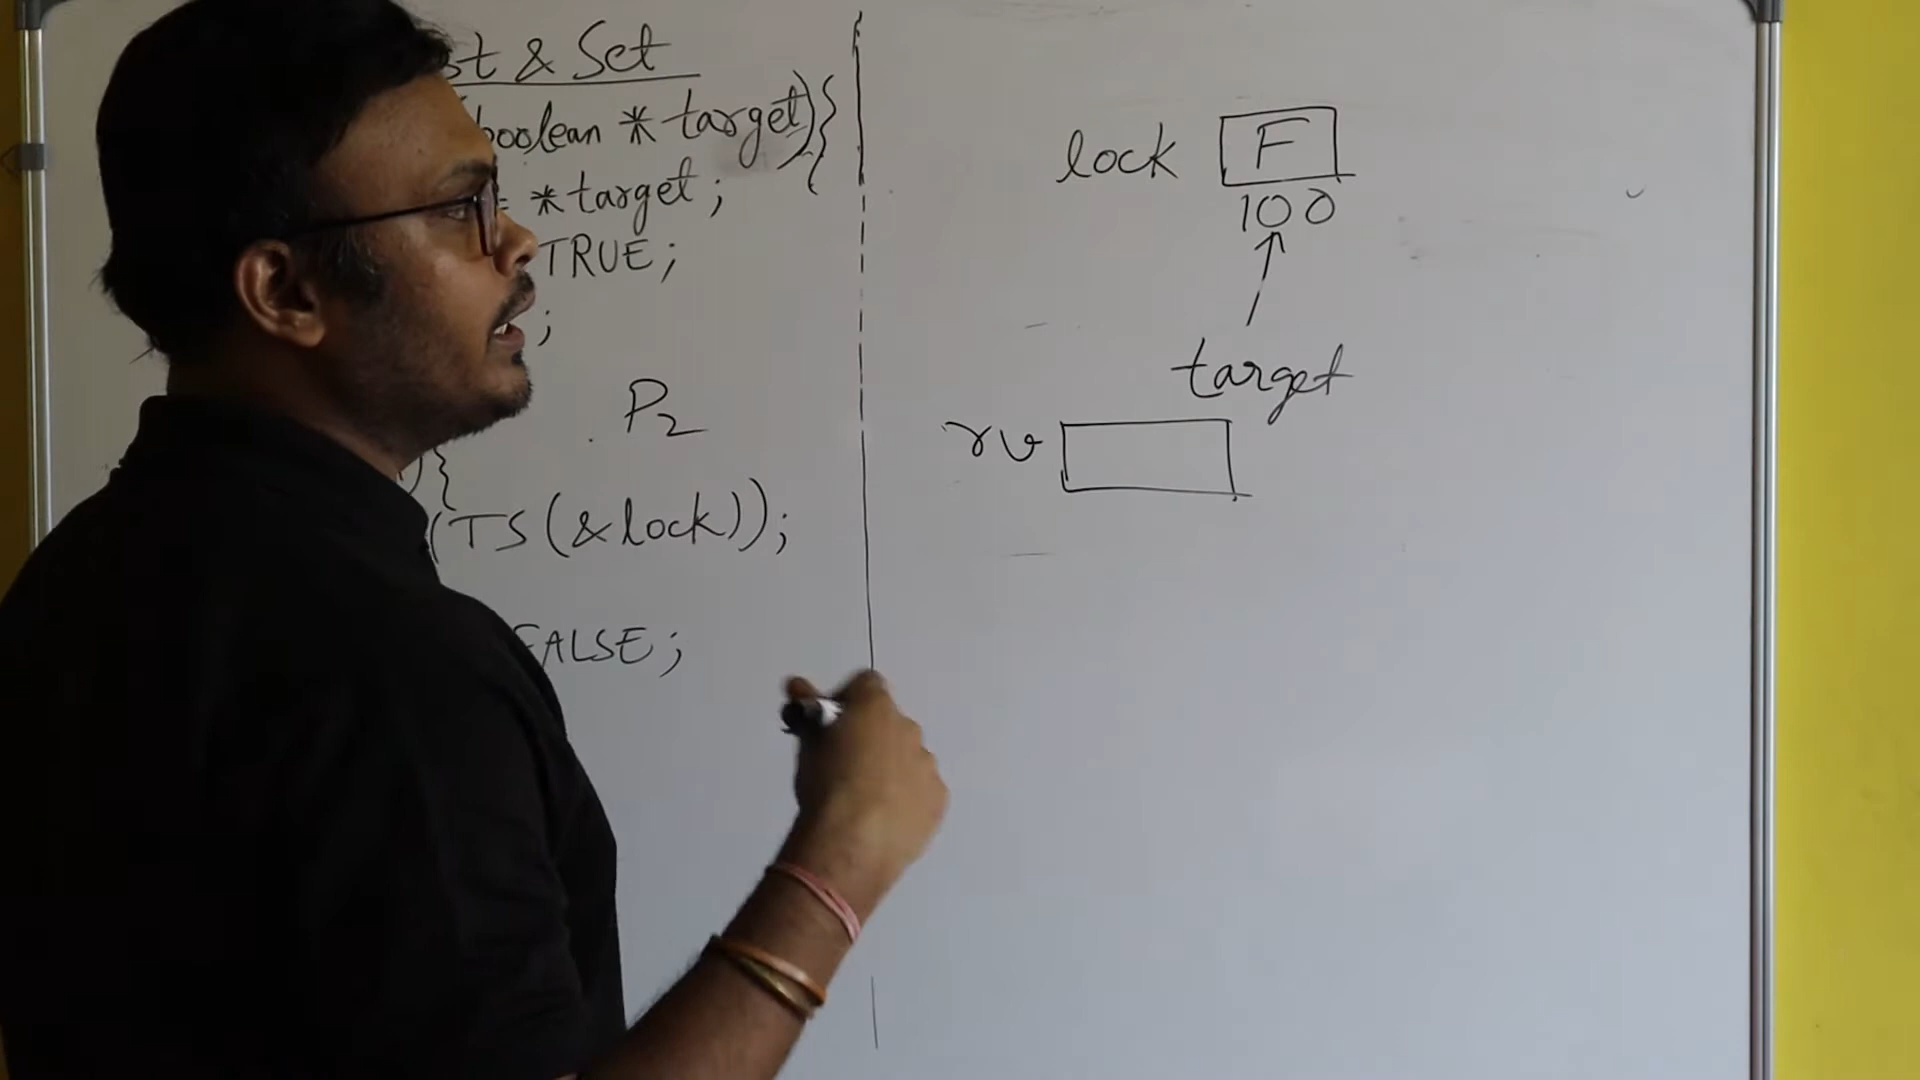 st & Set
boolean *target){
= *target;
TRUE;
;
P2
){
(TS(&lock));
FALSE;
lock F
100
target
rv